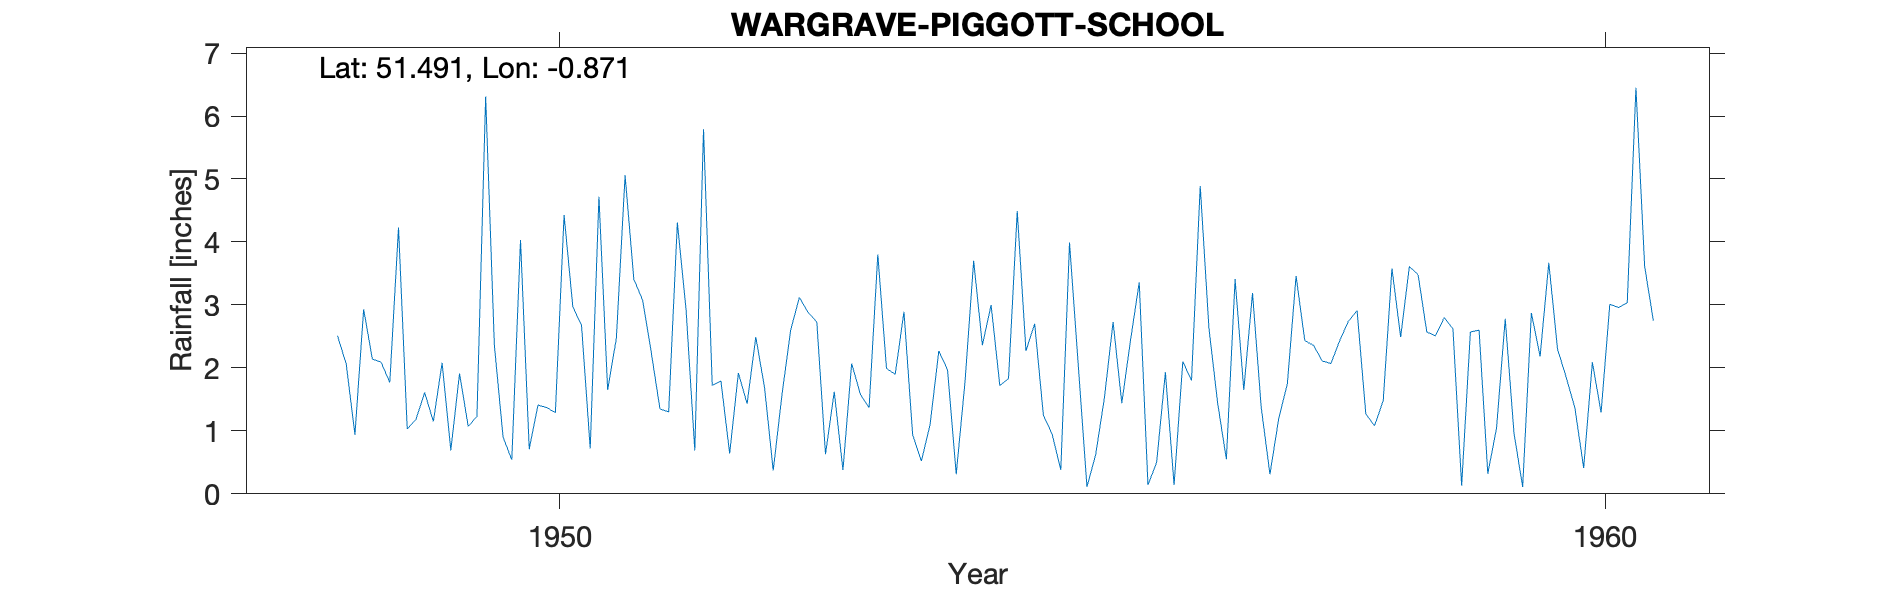 WARGRAVE-PIGGOTT-SCHOOL
Lat: 51.491, Lon: -0.871
Rainfall [inches]
7
6
5
4
3
2
1
0
1950 1960
Year